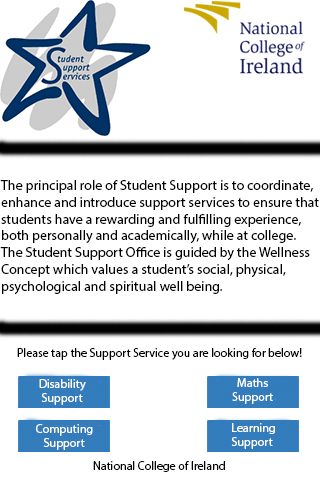 Student
Support
Services
National
College of
Ireland
The principal role of Student Support is to coordinate,
enhance and introduce support services to ensure that
students have a rewarding and fulfilling experience,
both personally and academically, while at college.
The Student Support Office is guided by the Wellness
Concept which values a student's social, physical,
psychological and spiritual well being.
Please tap the Support Service you are looking for below!
Disability
Support
Maths
Support
Computing
Support
Learning
Support
National College of Ireland